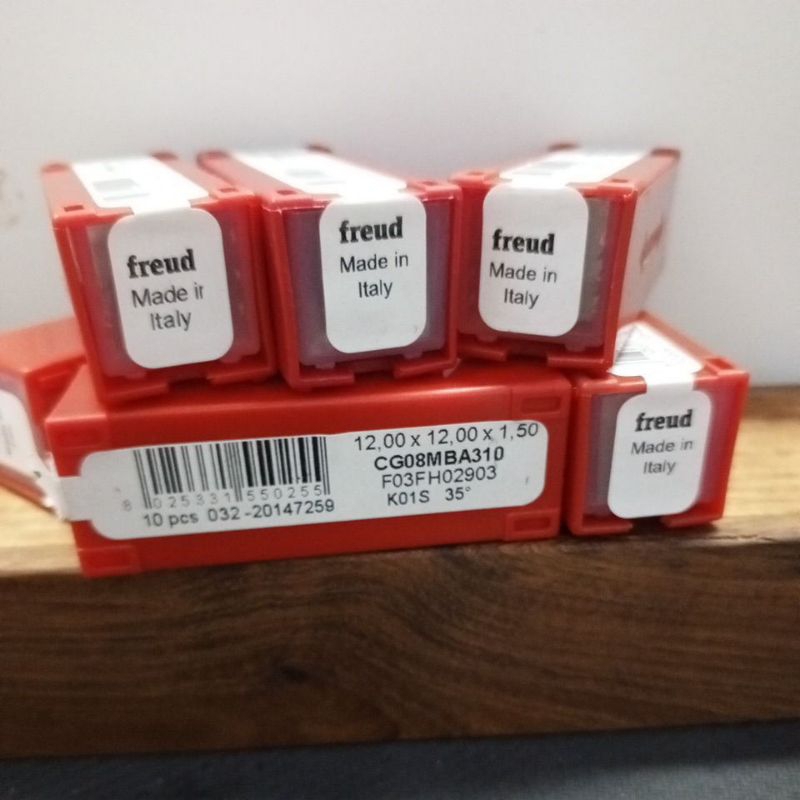 freud
Made in
Italy
freud
Made in
Italy
freud
Made in
Italy
12,00 x 12,00 x 1,50
CG08MBA310
F03FH02903
K01S 35°
8 025331 550255
10 pcs 032 -20147259
freud
Made in
Italy